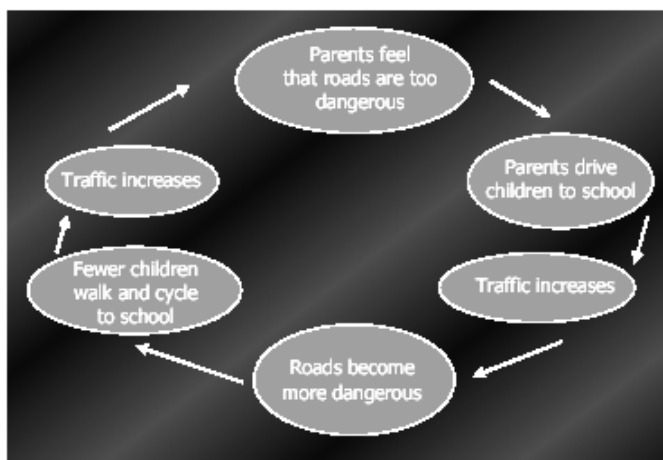 Parents feel
that roads are too
dangerous
Parents drive
children to school
Traffic increases
Roads become
more dangerous
Fewer children
walk and cycle
to school
Traffic increases